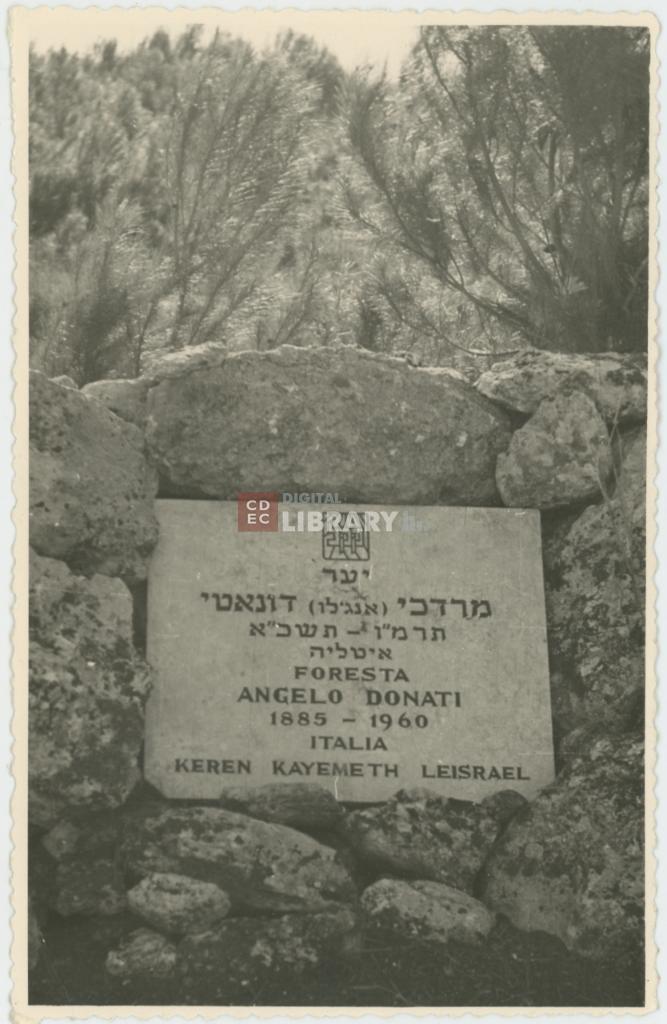 CDEC DIGITAL LIBRARY.it
יער
מרדכי (אנג'לו) דונאטי
תרמ"ו - תשכ"א
איטליה
FORESTA
ANGELO DONATI
1885 - 1960
ITALIA
KEREN KAYEMETH LEISRAEL